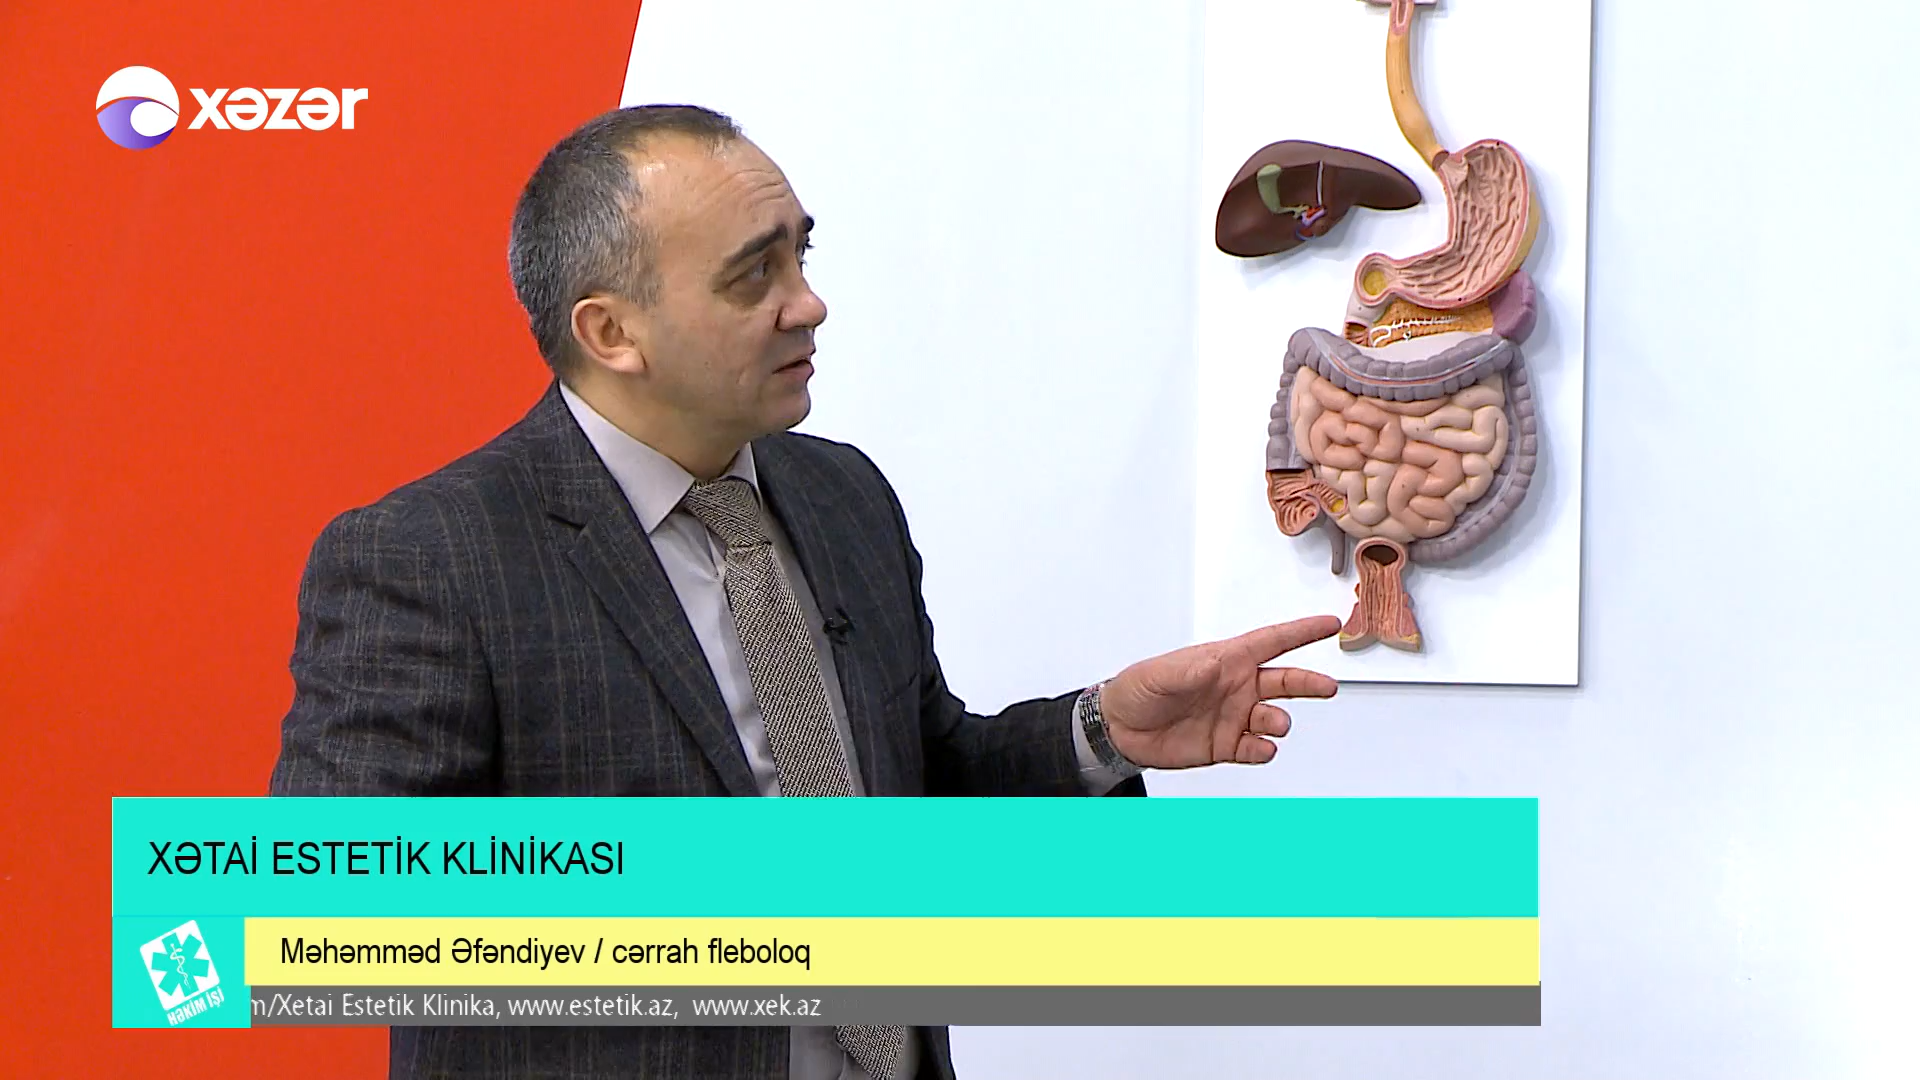 xəzər
XƏTAİ ESTETİK KLİNİKASI
Məhəmməd Əfəndiyev / cərrah fleboloq
HƏKİM İŞİ
m/Xetai Estetik Klinika, www.estetik.az, www.xek.az